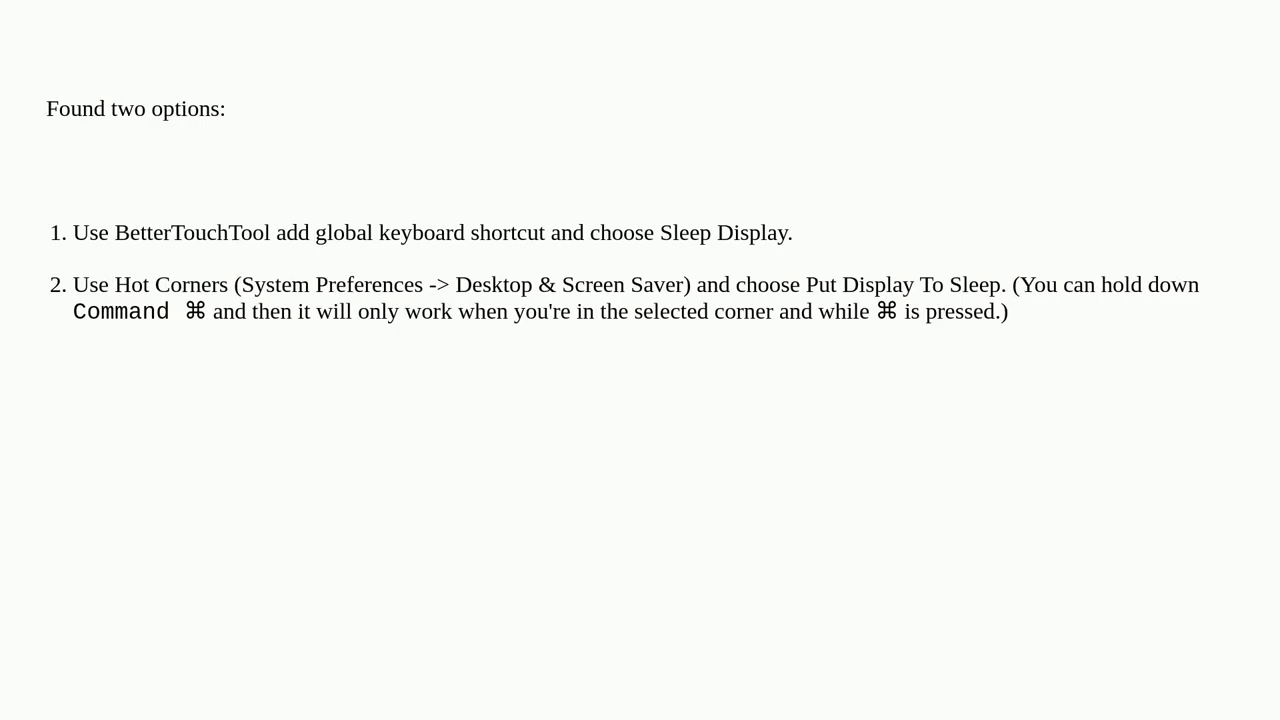 Found two options:
1. Use BetterTouchTool add global keyboard shortcut and choose Sleep Display.
2. Use Hot Corners (System Preferences -> Desktop & Screen Saver) and choose Put Display To Sleep. (You can hold down
Command ⌘ and then it will only work when you're in the selected corner and while ⌘ is pressed.)